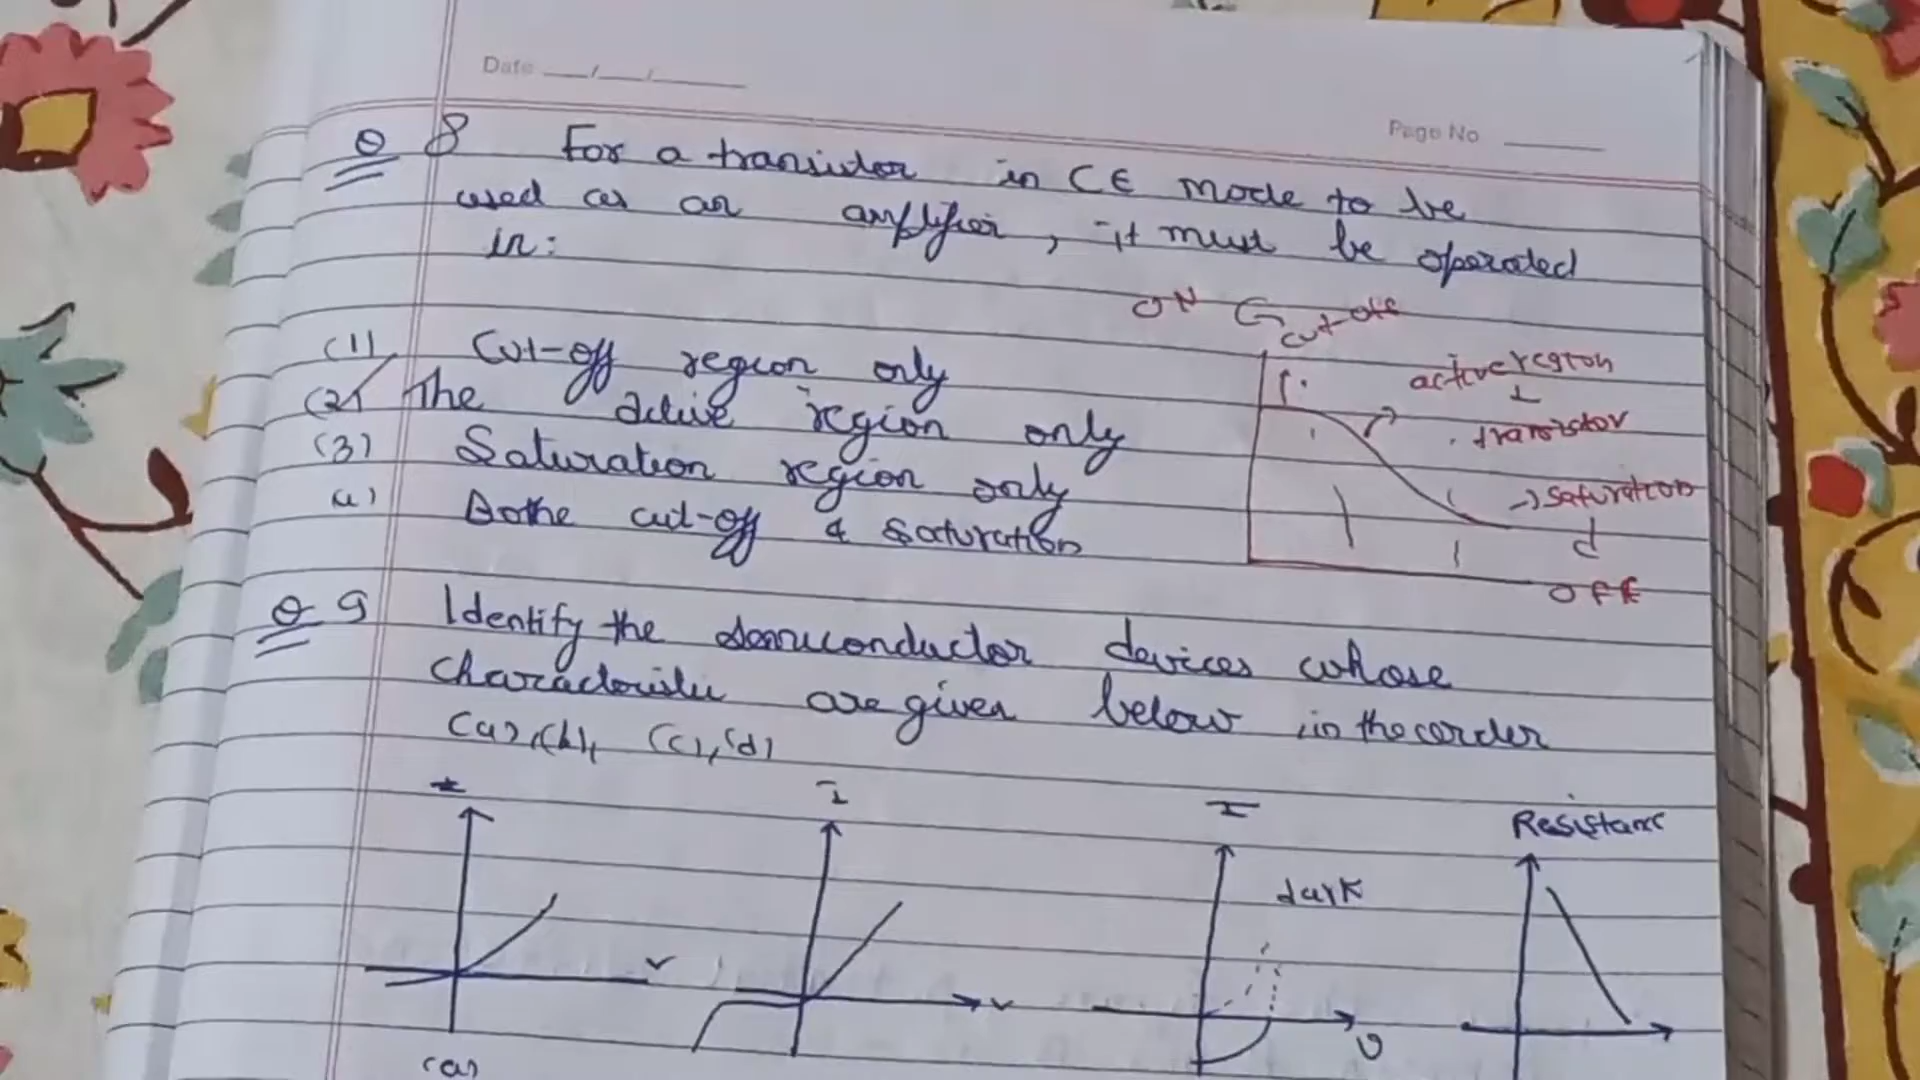 Date __/__/____
Page No ____
Q 8 For a transistor in CE mode to be
used as an amplifier, it must be operated
in:
ON cut-off
(1) Cut-off region only
(2) The active region only
(3) Saturation region only
(4) Bothe cut-off & saturation
active region
transistor
→ saturation
OFF
Q 9 Identify the semiconductor devices whose
characteristic are given below in the order
(a), (b), (c), (d)
I
I
Resistanc
dark
V
V
V
(a)